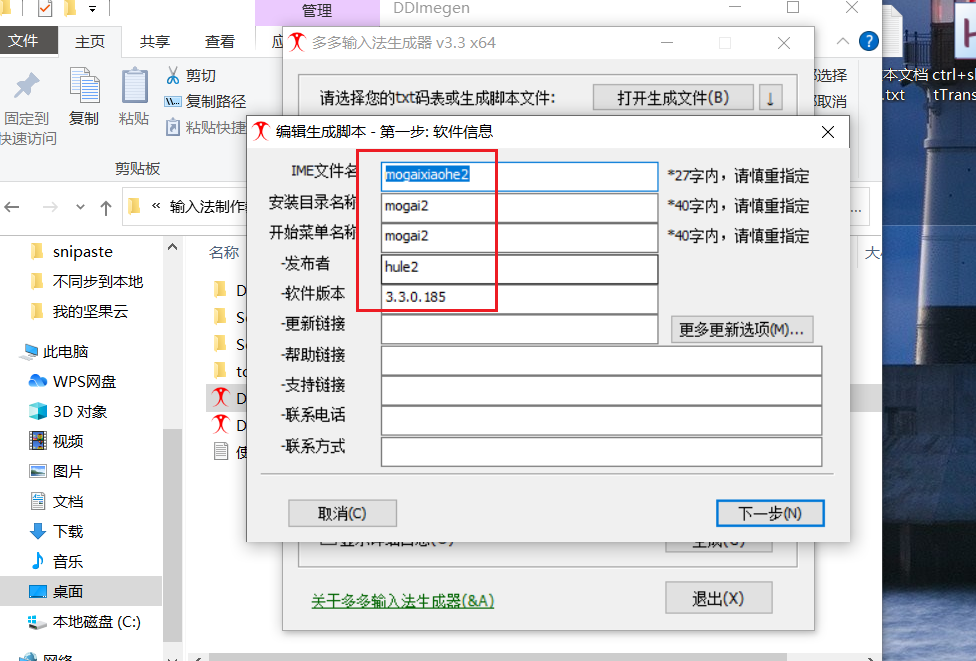 管理
DDImegen
文件
主页
共享
查看
应
多多输入法生成器 v3.3 x64
固定到
快速访问
复制
粘贴
剪切
复制路径
粘贴快捷
剪贴板
请选择您的txt码表或生成脚本文件:
打开生成文件(B)
↓
部选择
部取消
本文档
.txt
ctrl+sl
tTrans
« 输入法制作
编辑生成脚本 - 第一步: 软件信息
IME文件名
mogaixiaohe2
*27字内，请慎重指定
安装目录名称
mogai2
*40字内，请慎重指定
开始菜单名称
mogai2
*40字内，请慎重指定
-发布者
hule2
-软件版本
3.3.0.185
-更新链接
更多更新选项(M)...
-帮助链接
-支持链接
-联系电话
-联系方式
取消(C)
下一步(N)
snipaste
不同步到本地
我的坚果云
此电脑
WPS网盘
3D 对象
视频
图片
文档
下载
音乐
桌面
本地磁盘 (C:)
网络
名称
大
D
Se
Se
to
D
D
使
关于多多输入法生成器(&A)
退出(X)